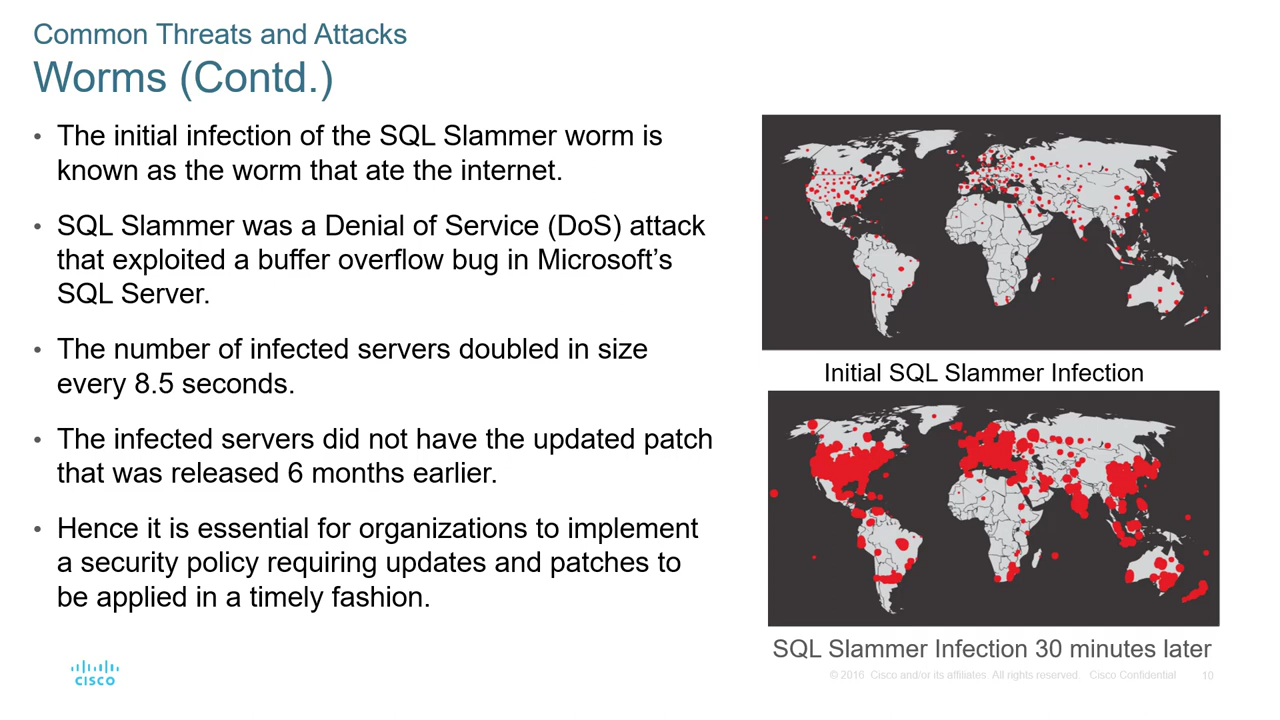 Common Threats and Attacks
Worms (Contd.)
• The initial infection of the SQL Slammer worm is
known as the worm that ate the internet.
• SQL Slammer was a Denial of Service (DoS) attack
that exploited a buffer overflow bug in Microsoft’s
SQL Server.
• The number of infected servers doubled in size
every 8.5 seconds.
• The infected servers did not have the updated patch
that was released 6 months earlier.
• Hence it is essential for organizations to implement
a security policy requiring updates and patches to
be applied in a timely fashion.
Initial SQL Slammer Infection
SQL Slammer Infection 30 minutes later
CISCO
© 2016 Cisco and/or its affiliates. All rights reserved. Cisco Confidential 10